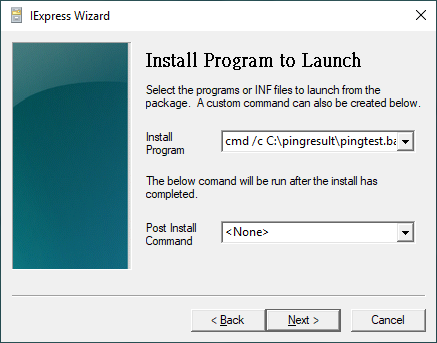 IExpress Wizard
Install Program to Launch
Select the programs or INF files to launch from the
package. A custom command can also be created below.
Install
Program
cmd /c C:\pingresult\pingtest.ba
The below comand will be run after the install has
completed.
Post Install
Command
<None>
< Back
Next >
Cancel